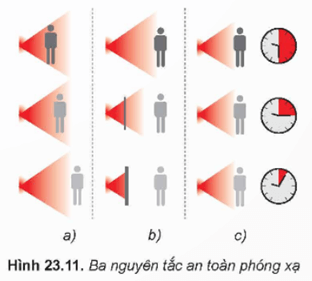 a) b) c)
Hình 23.11. Ba nguyên tắc an toàn phóng xạ